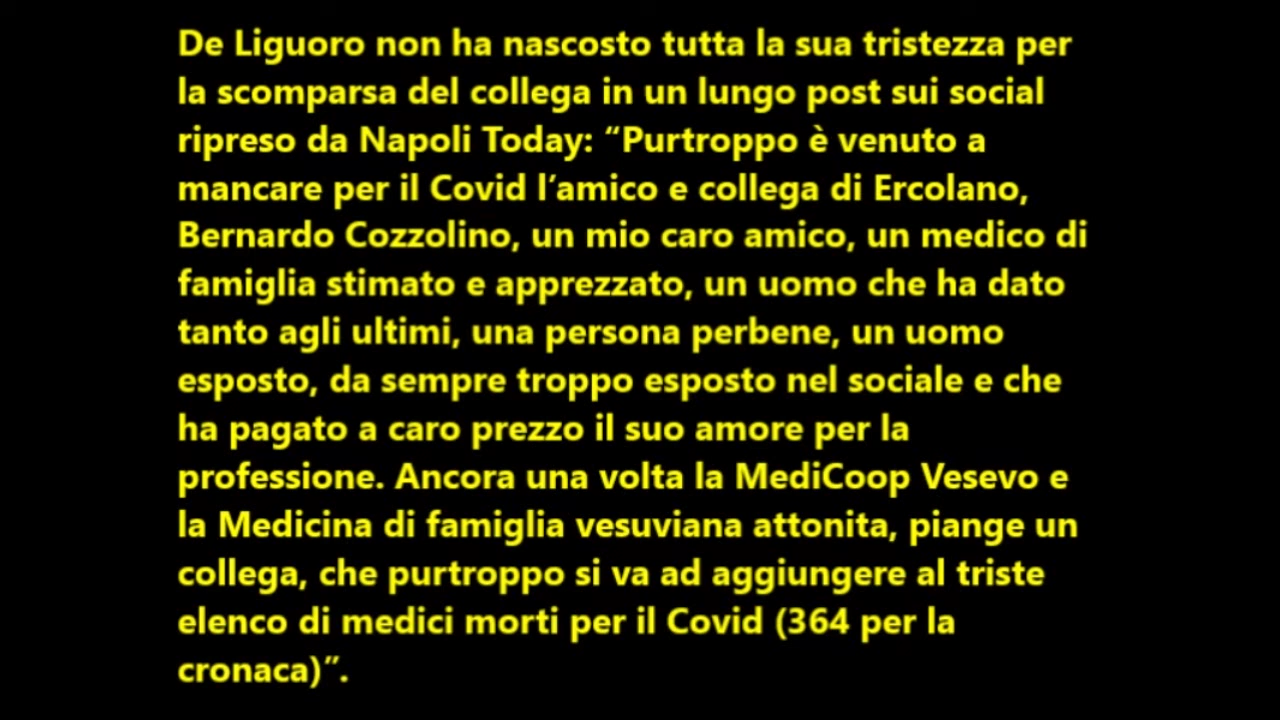 De Liguoro non ha nascosto tutta la sua tristezza per
la scomparsa del collega in un lungo post sui social
ripreso da Napoli Today: “Purtroppo è venuto a
mancare per il Covid l’amico e collega di Ercolano,
Bernardo Cozzolino, un mio caro amico, un medico di
famiglia stimato e apprezzato, un uomo che ha dato
tanto agli ultimi, una persona perbene, un uomo
esposto, da sempre troppo esposto nel sociale e che
ha pagato a caro prezzo il suo amore per la
professione. Ancora una volta la MediCoop Vesevo e
la Medicina di famiglia vesuviana attonita, piange un
collega, che purtroppo si va ad aggiungere al triste
elenco di medici morti per il Covid (364 per la
cronaca)”.